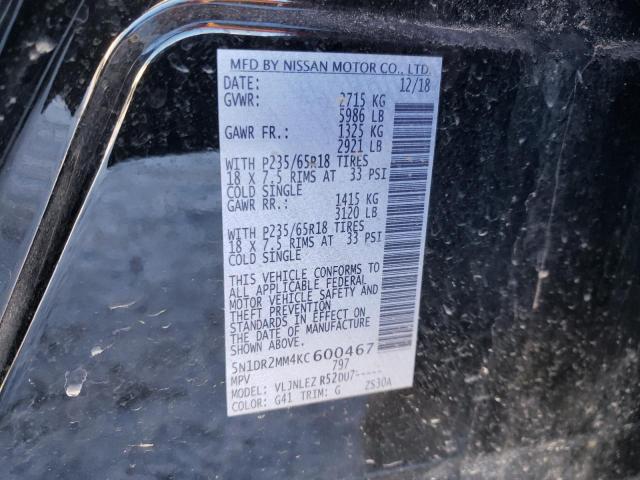 MFD BY NISSAN MOTOR CO., LTD.
DATE: 12/18
GVWR: 2715 KG
5986 LB
GAWR FR.: 1325 KG
2921 LB
WITH P235/65R18 TIRES
18 X 7.5 RIMS AT 33 PSI
COLD SINGLE
GAWR RR.: 1415 KG
3120 LB
WITH P235/65R18 TIRES
18 X 7.5 RIMS AT 33 PSI
COLD SINGLE
THIS VEHICLE CONFORMS TO
ALL APPLICABLE FEDERAL
MOTOR VEHICLE SAFETY AND
THEFT PREVENTION
STANDARDS IN EFFECT ON
THE DATE OF MANUFACTURE
SHOWN ABOVE.
5N1DR2MM4KC600467
MPV 797
MODEL: VLJNLEZ R52DU7-----
COLOR: G41 TRIM: G ZS30A